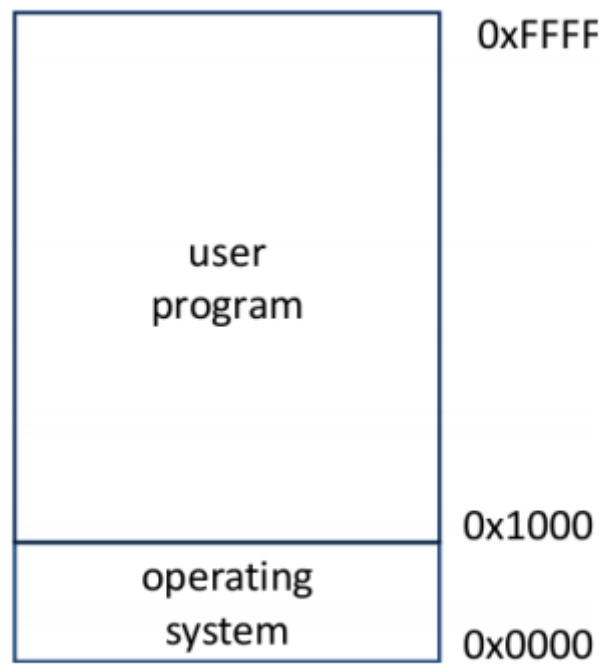 0xFFFF
user
program
0x1000
operating
system
0x0000